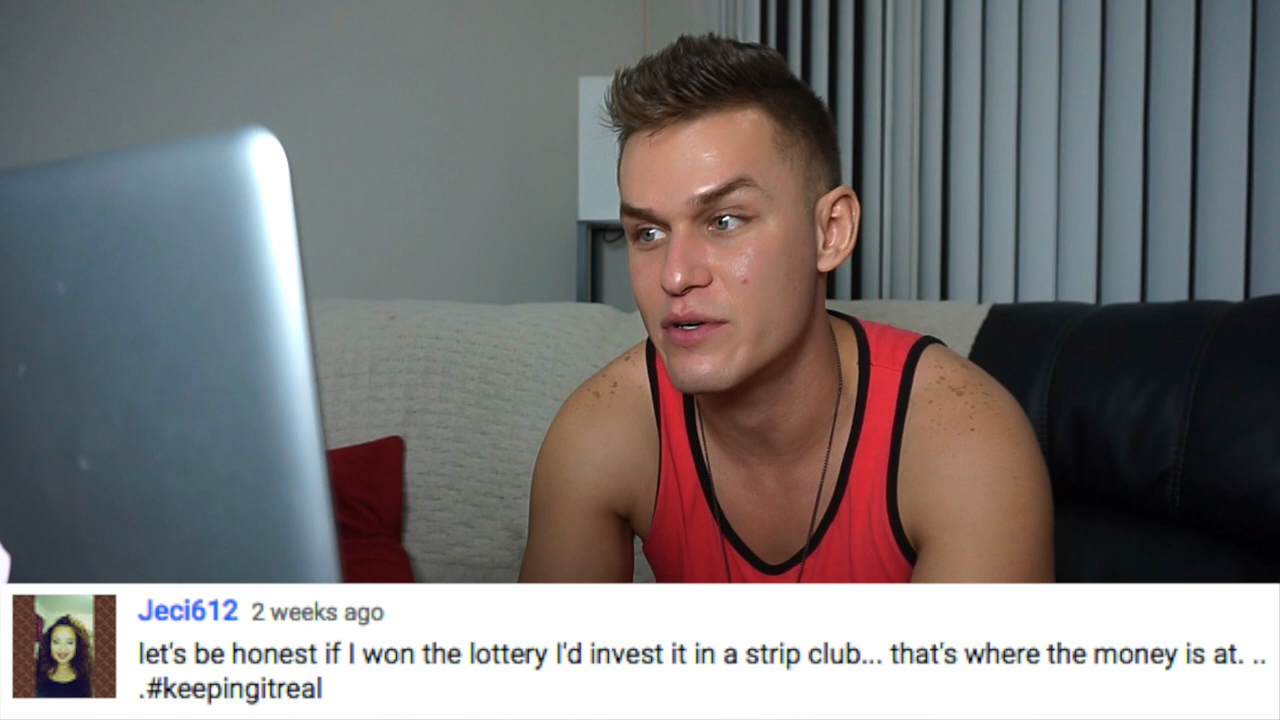 Jeci612 2 weeks ago
let's be honest if I won the lottery I'd invest it in a strip club... that's where the money is at. ..
.#keepingitreal